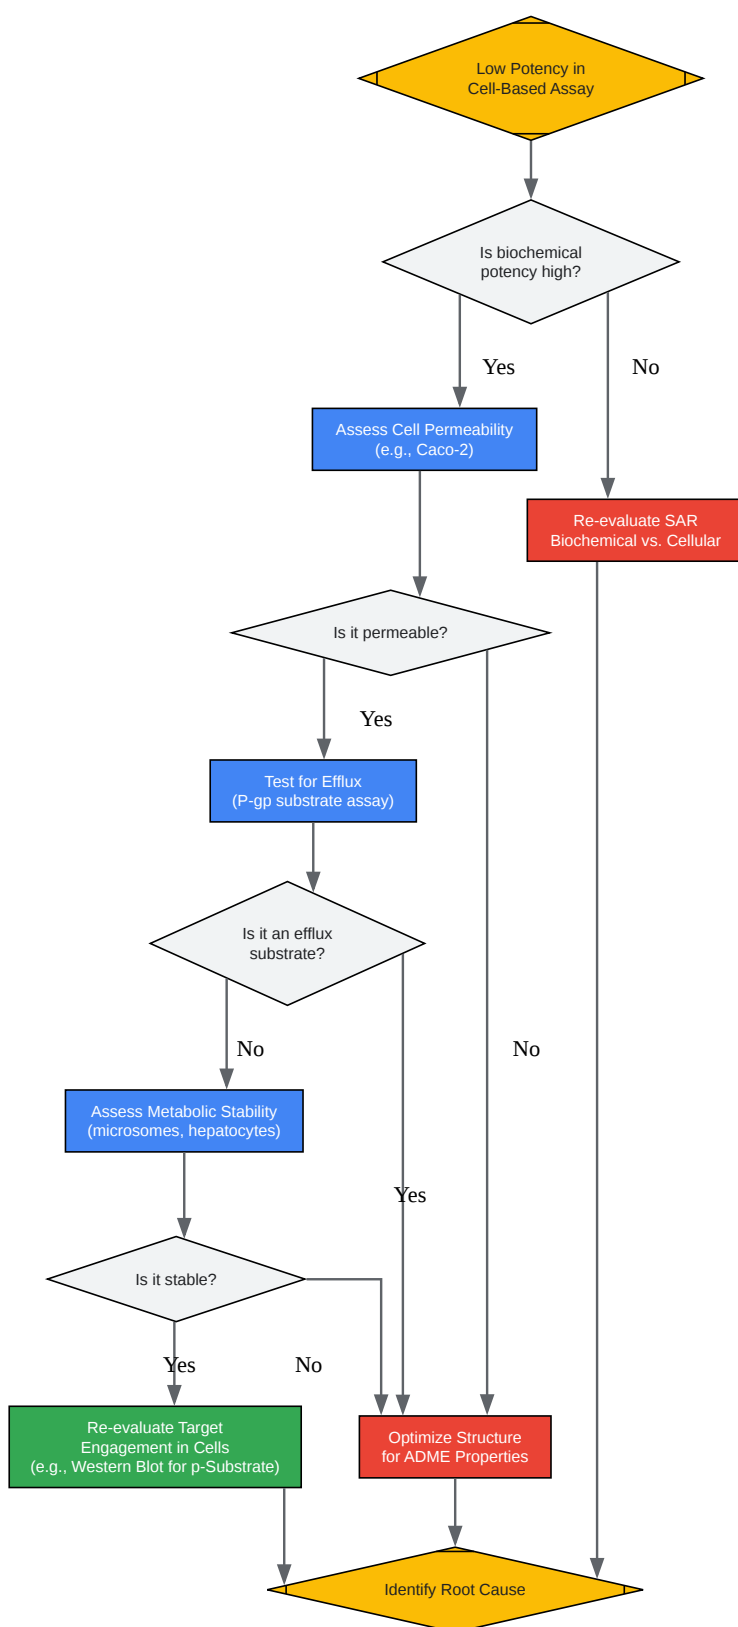 Low Potency in
Cell-Based Assay
Is biochemical
potency high?
Yes
No
Assess Cell Permeability
(e.g., Caco-2)
Re-evaluate SAR
Biochemical vs. Cellular
Is it permeable?
Yes
Test for Efflux
(P-gp substrate assay)
Is it an efflux
substrate?
No
No
Assess Metabolic Stability
(microsomes, hepatocytes)
Yes
Is it stable?
Yes
No
Re-evaluate Target
Engagement in Cells
(e.g., Western Blot for p-Substrate)
Optimize Structure
for ADME Properties
Identify Root Cause